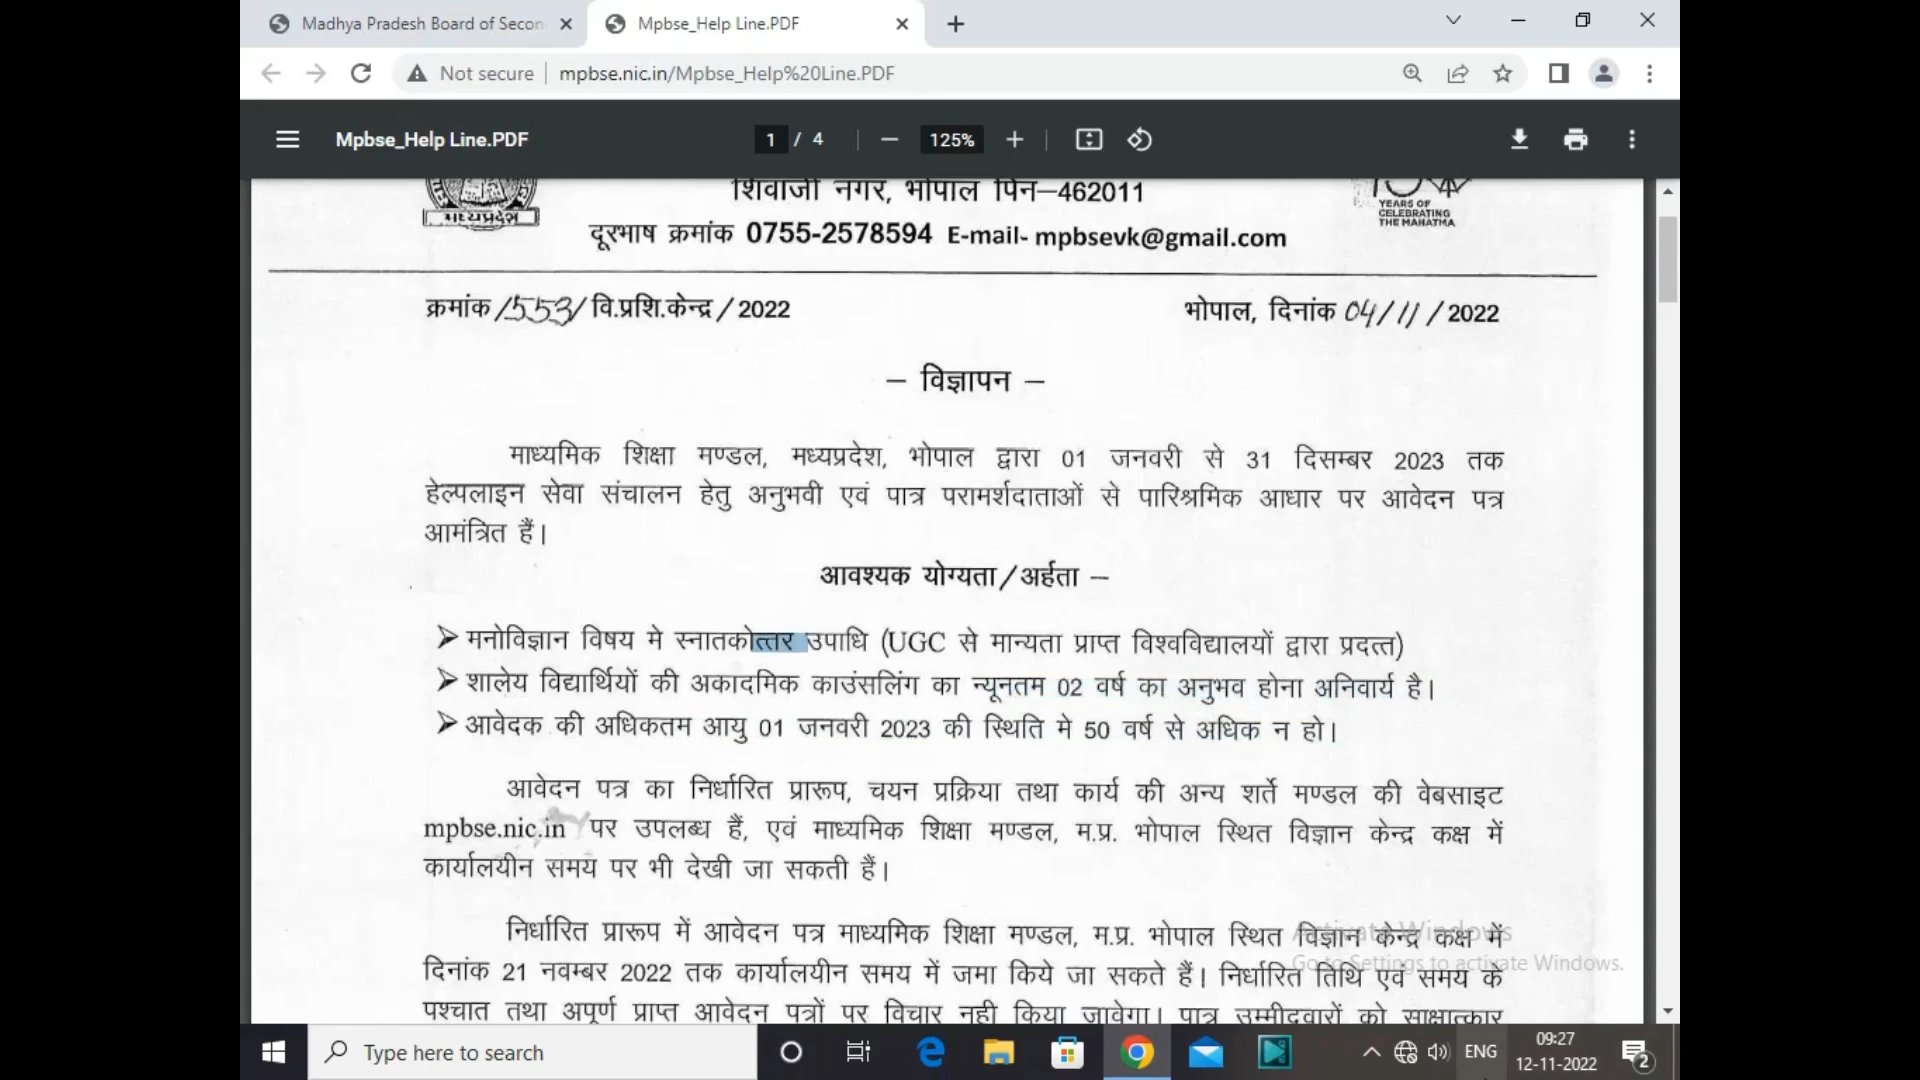 Madhya Pradesh Board of Secon
Mpbse_Help Line.PDF
Not secure
mpbse.nic.in/Mpbse_Help%20Line.PDF
Mpbse_Help Line.PDF
1 / 4
125%
मध्यप्रदेश
शिवाजी नगर, भोपाल पिन–462011
YEARS OF
CELEBRATING
THE MAHATMA
दूरभाष क्रमांक 0755-2578594 E-mail- mpbsevk@gmail.com
क्रमांक/553/वि.प्रशि.केन्द्र/2022
भोपाल, दिनांक 04/11/2022
– विज्ञापन –
माध्यमिक शिक्षा मण्डल, मध्यप्रदेश, भोपाल द्वारा 01 जनवरी से 31 दिसम्बर 2023 तक
हेल्पलाइन सेवा संचालन हेतु अनुभवी एवं पात्र परामर्शदाताओं से पारिश्रमिक आधार पर आवेदन पत्र
आमंत्रित हैं।
आवश्यक योग्यता/अर्हता –
➢ मनोविज्ञान विषय मे स्नातकोत्तर उपाधि (UGC से मान्यता प्राप्त विश्वविद्यालयों द्वारा प्रदत्त)
➢ शालेय विद्यार्थियों की अकादमिक काउंसलिंग का न्यूनतम 02 वर्ष का अनुभव होना अनिवार्य है।
➢ आवेदक की अधिकतम आयु 01 जनवरी 2023 की स्थिति मे 50 वर्ष से अधिक न हो।
आवेदन पत्र का निर्धारित प्रारूप, चयन प्रक्रिया तथा कार्य की अन्य शर्ते मण्डल की वेबसाइट
mpbse.nic.in पर उपलब्ध हैं, एवं माध्यमिक शिक्षा मण्डल, म.प्र. भोपाल स्थित विज्ञान केन्द्र कक्ष में
कार्यालयीन समय पर भी देखी जा सकती हैं।
निर्धारित प्रारूप में आवेदन पत्र माध्यमिक शिक्षा मण्डल, म.प्र. भोपाल स्थित विज्ञान केन्द्र कक्ष में
दिनांक 21 नवम्बर 2022 तक कार्यालयीन समय में जमा किये जा सकते हैं। निर्धारित तिथि एवं समय के
पश्चात तथा अपूर्ण प्राप्त आवेदन पत्रों पर विचार नही किया जावेगा। पात्र उम्मीदवारों को साक्षात्कार
Activate Windows
Go to Settings to activate Windows.
Type here to search
ENG
09:27
12-11-2022
2